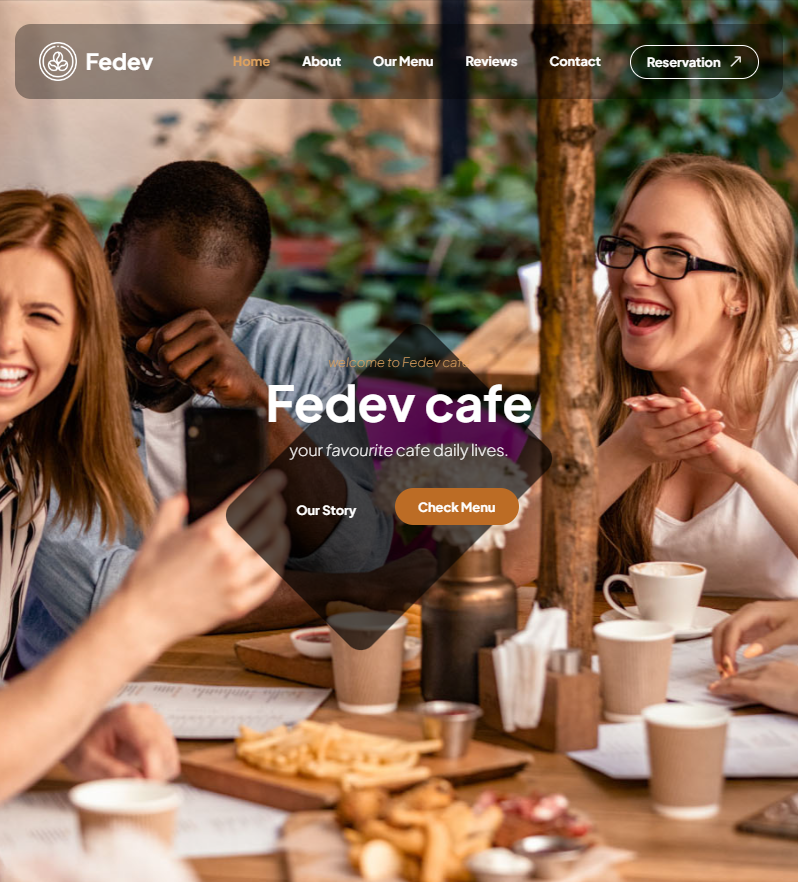 Fedev
Home About Our Menu Reviews Contact Reservation
welcome to Fedev cafe
Fedev cafe
your favourite cafe daily lives.
Our Story Check Menu